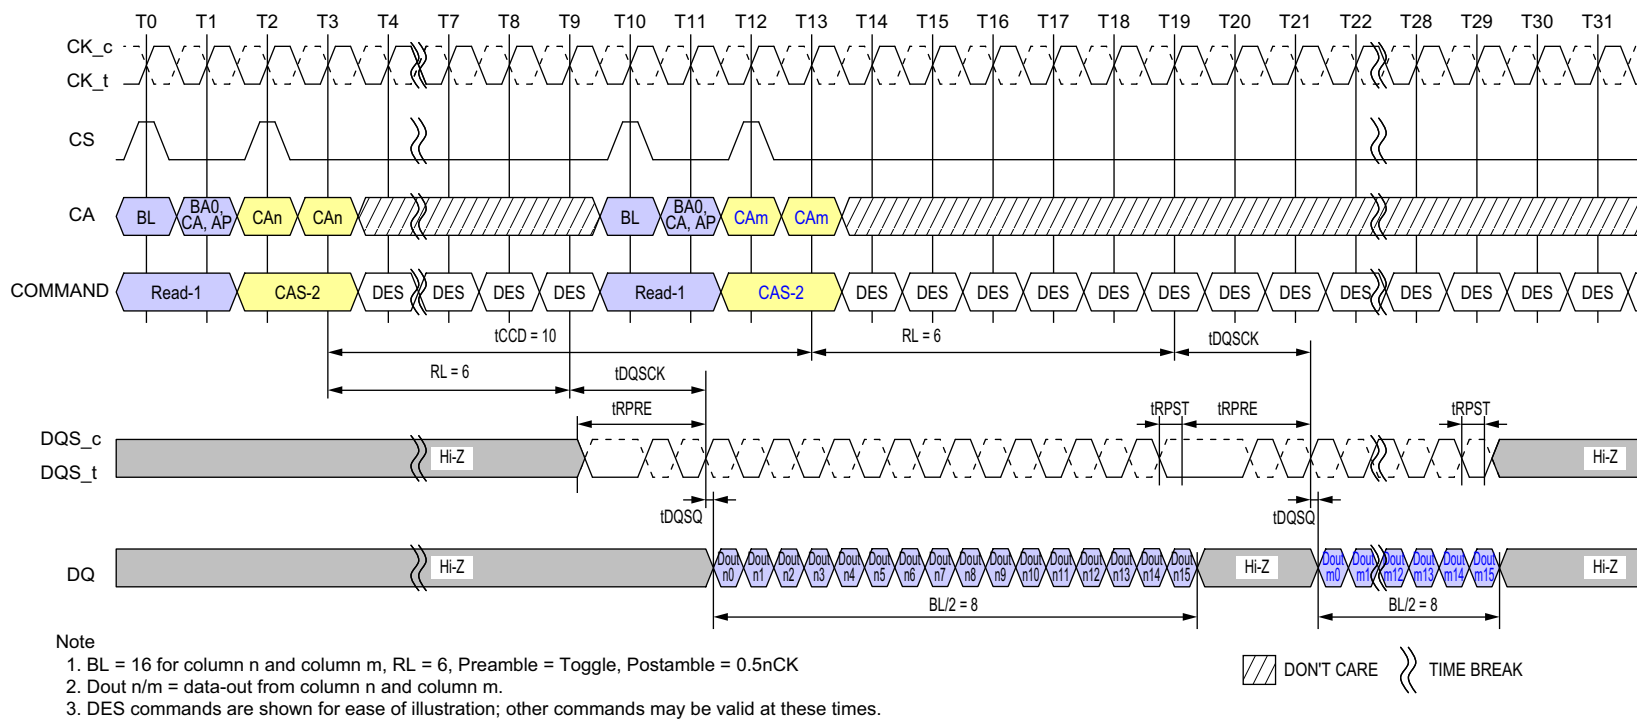 T0 T1 T2 T3 T4 T7 T8 T9 T10 T11 T12 T13 T14 T15 T16 T17 T18 T19 T20 T21 T22 T28 T29 T30 T31
CK_c
CK_t
CS
CA BL BA0, CA, AP CAn CAn BL BA0, CA, AP CAm CAm
COMMAND Read-1 CAS-2 DES DES DES DES Read-1 CAS-2 DES DES DES DES DES DES DES DES DES DES DES DES DES
tCCD = 10 RL = 6 tDQSCK
RL = 6 tDQSCK
tRPRE tRPST tRPRE tRPST
DQS_c
Hi-Z Hi-Z
DQS_t
tDQSQ tDQSQ
DQ Hi-Z Dout n0 Dout n1 Dout n2 Dout n3 Dout n4 Dout n5 Dout n6 Dout n7 Dout n8 Dout n9 Dout n10 Dout n11 Dout n12 Dout n13 Dout n14 Dout n15 Hi-Z Dout m0 Dout m1 Dout m12 Dout m13 Dout m14 Dout m15 Hi-Z
BL/2 = 8 BL/2 = 8
Note
1. BL = 16 for column n and column m, RL = 6, Preamble = Toggle, Postamble = 0.5nCK
2. Dout n/m = data-out from column n and column m.
3. DES commands are shown for ease of illustration; other commands may be valid at these times.
DON'T CARE TIME BREAK